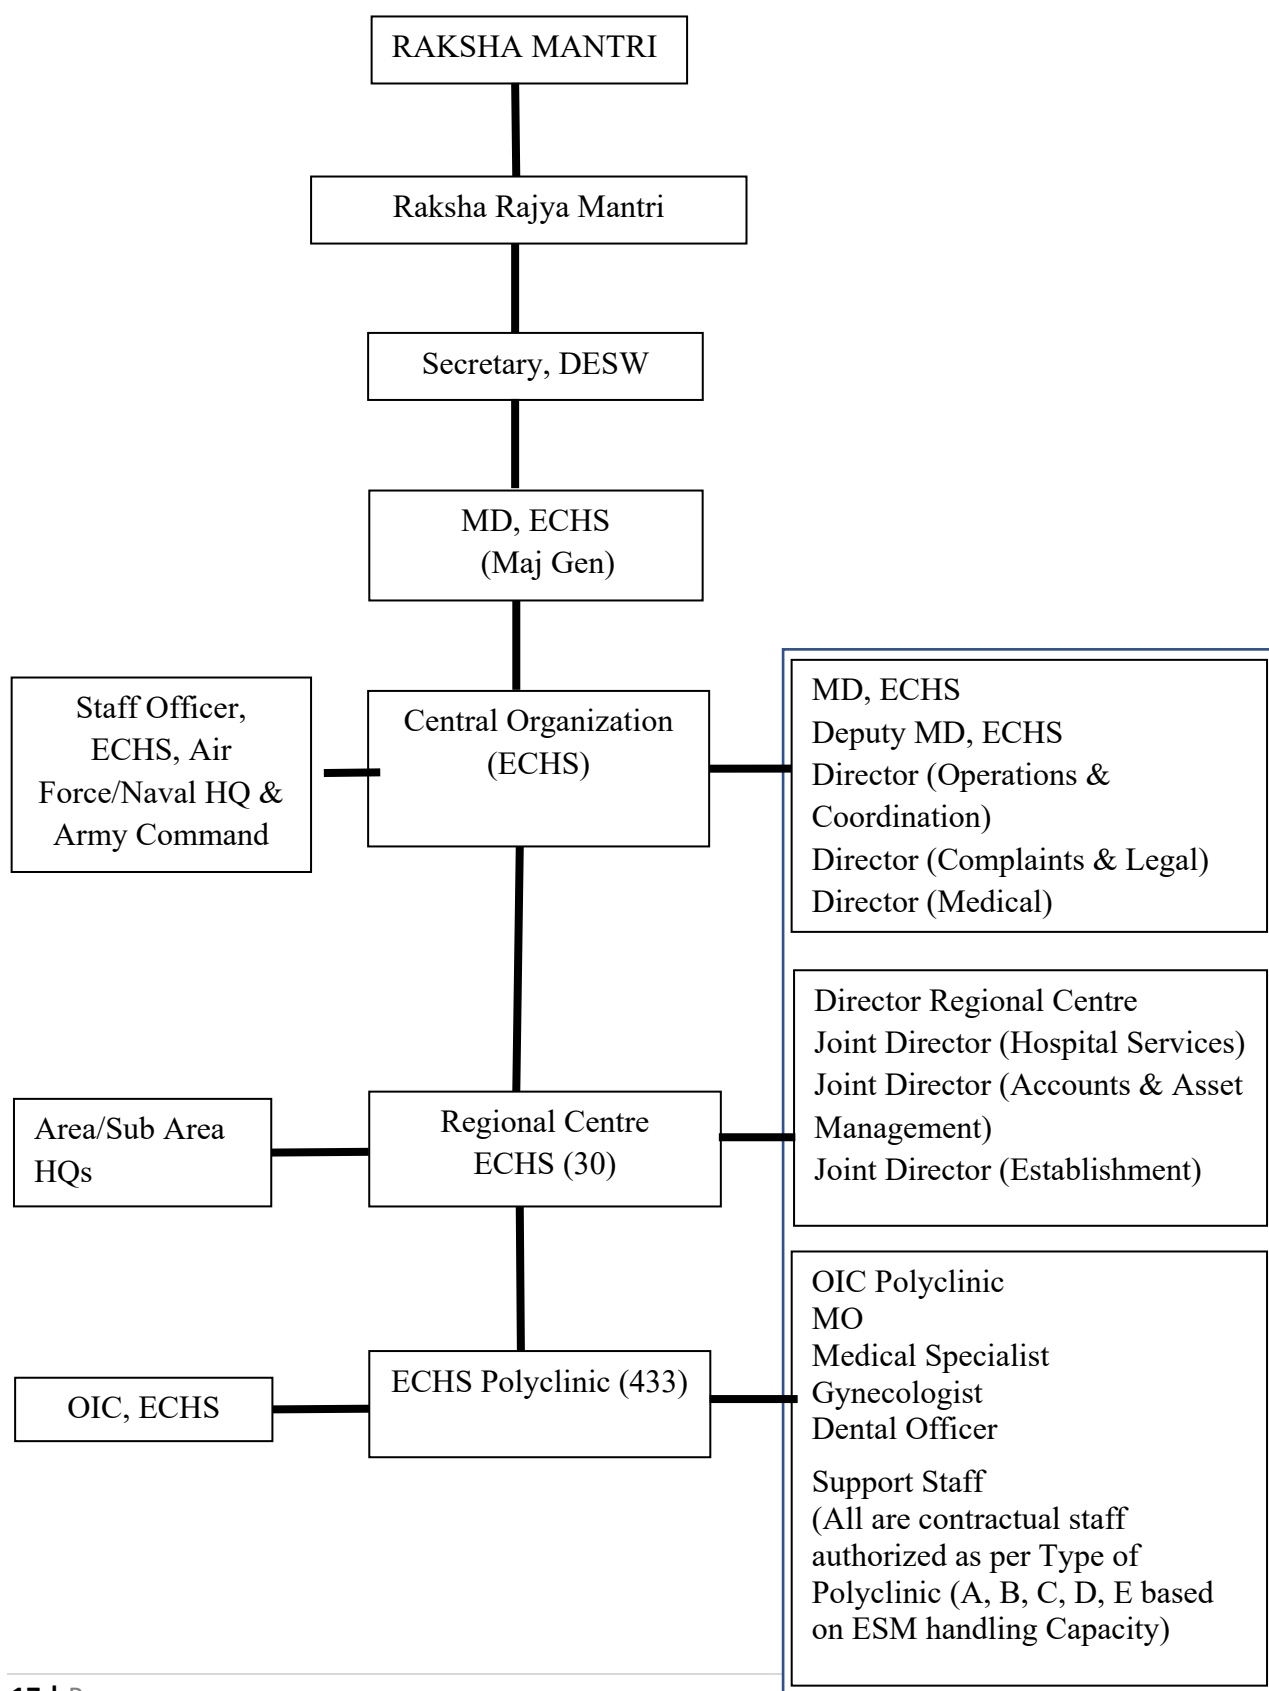 RAKSHA MANTRI
Raksha Rajya Mantri
Secretary, DESW
MD, ECHS
(Maj Gen)
Staff Officer,
ECHS, Air
Force/Naval HQ &
Army Command
Central Organization
(ECHS)
MD, ECHS
Deputy MD, ECHS
Director (Operations &
Coordination)
Director (Complaints & Legal)
Director (Medical)
Area/Sub Area
HQs
Regional Centre
ECHS (30)
Director Regional Centre
Joint Director (Hospital Services)
Joint Director (Accounts & Asset
Management)
Joint Director (Establishment)
OIC, ECHS
ECHS Polyclinic (433)
OIC Polyclinic
MO
Medical Specialist
Gynecologist
Dental Officer
Support Staff
(All are contractual staff
authorized as per Type of
Polyclinic (A, B, C, D, E based
on ESM handling Capacity)